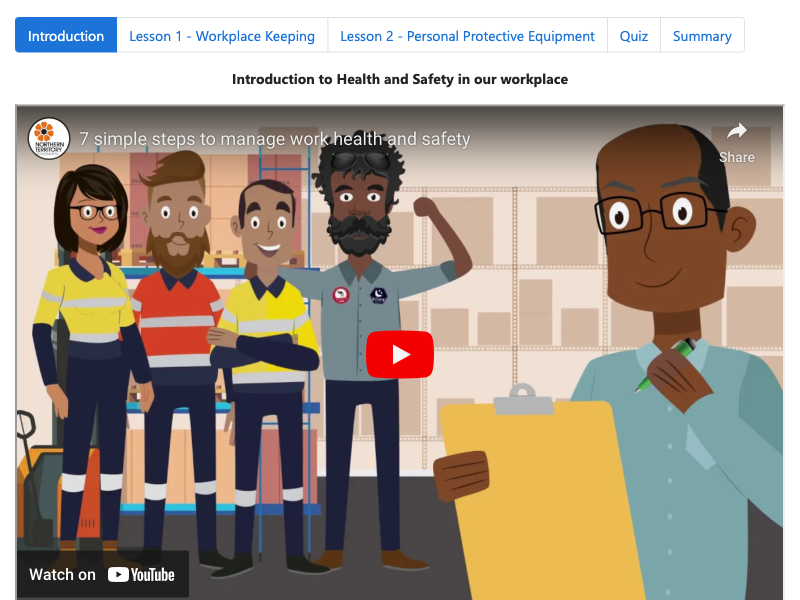 Introduction
Lesson 1 - Workplace Keeping
Lesson 2 - Personal Protective Equipment
Quiz
Summary
Introduction to Health and Safety in our workplace
NORTHERN
TERRITORY
7 simple steps to manage work health and safety
Share
Watch on YouTube